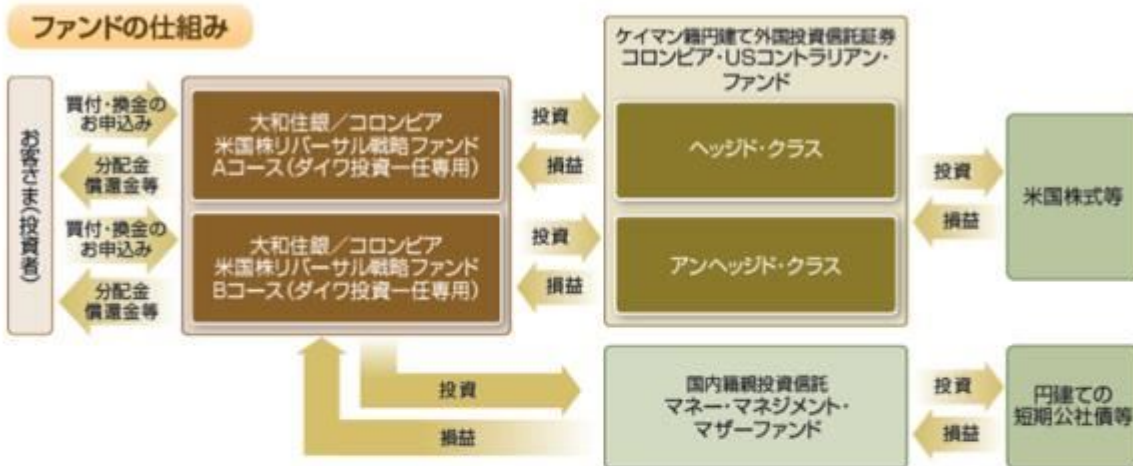 ファンドの仕組み
お客さま(投資者)
買付・換金の
お申込み
分配金
償還金等
買付・換金の
お申込み
分配金
償還金等
大和住銀／コロンビア
米国株リバーサル戦略ファンド
Aコース(ダイワ投資一任専用)
大和住銀／コロンビア
米国株リバーサル戦略ファンド
Bコース(ダイワ投資一任専用)
投資
損益
投資
損益
ケイマン籍円建て外国投資信託証券
コロンビア・USコントラリアン・
ファンド
ヘッジド・クラス
アンヘッジド・クラス
投資
損益
米国株式等
投資
損益
国内籍親投資信託
マネー・マネジメント・
マザーファンド
投資
損益
円建ての
短期公社債等